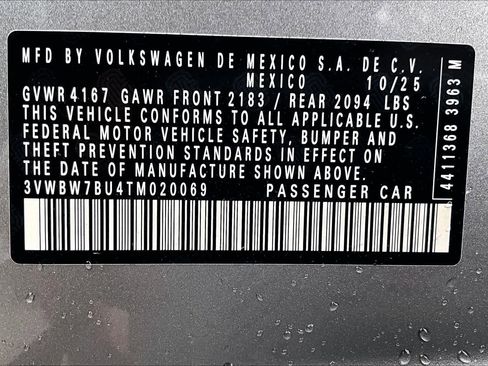 MFD BY VOLKSWAGEN DE MEXICO S.A. DE C.V.
MEXICO 10/25
GVWR 4167 GAWR FRONT 2183 / REAR 2094 LBS
THIS VEHICLE CONFORMS TO ALL APPLICABLE U.S.
FEDERAL MOTOR VEHICLE SAFETY, BUMPER AND
THEFT PREVENTION STANDARDS IN EFFECT ON
THE DATE OF MANUFACTURE SHOWN ABOVE.
3VWBW7BU4TM020069 PASSENGER CAR
4411368 3963 M